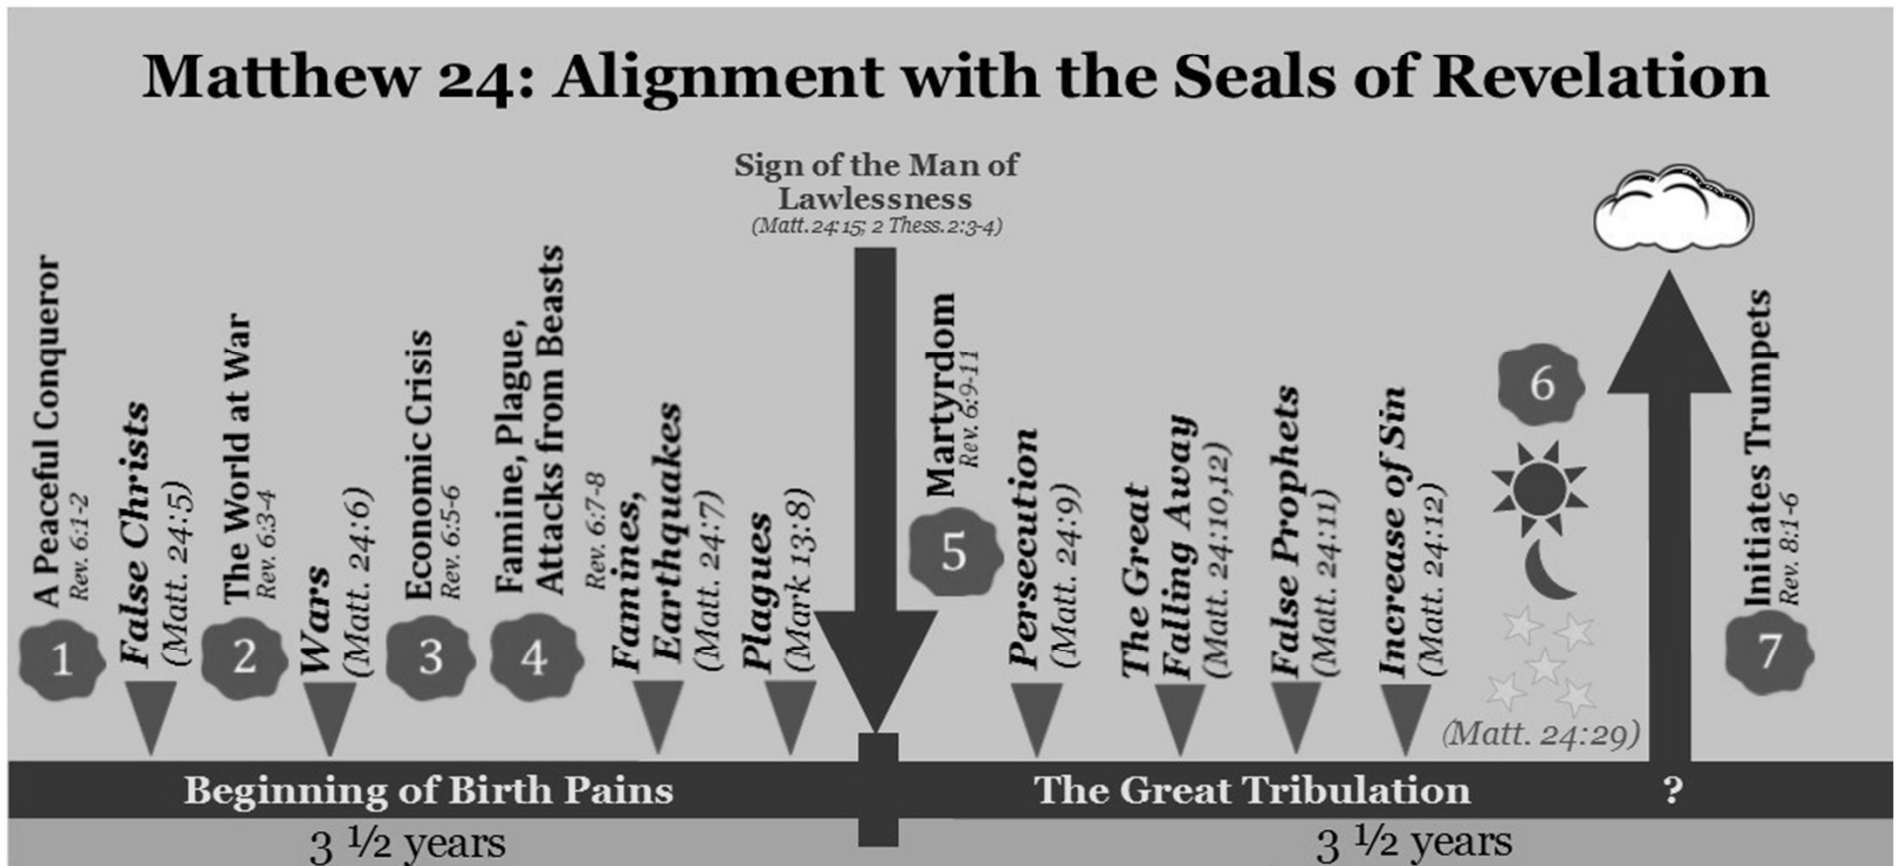 Matthew 24: Alignment with the Seals of Revelation
Sign of the Man of
Lawlessness
(Matt. 24:15; 2 Thess. 2:3-4)
1
A Peaceful Conqueror
Rev. 6:1-2
False Christs
(Matt. 24:5)
2
The World at War
Rev. 6:3-4
Wars
(Matt. 24:6)
3
Economic Crisis
Rev. 6:5-6
4
Famine, Plague,
Attacks from Beasts
Rev. 6:7-8
Famines,
Earthquakes
(Matt. 24:7)
Plagues
(Mark 13:8)
5
Martyrdom
Rev. 6:9-11
Persecution
(Matt. 24:9)
The Great
Falling Away
(Matt. 24:10,12)
False Prophets
(Matt. 24:11)
Increase of Sin
(Matt. 24:12)
6
(Matt. 24:29)
7
Initiates Trumpets
Rev. 8:1-6
Beginning of Birth Pains
The Great Tribulation
?
3 ½ years
3 ½ years